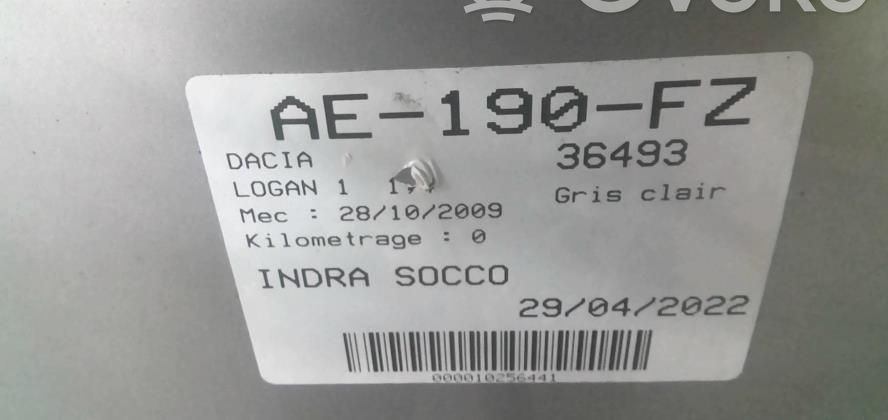 AE-190-FZ
DACIA 36493
LOGAN 1
Gris clair
Mec : 28/10/2009
Kilometrage : 0
INDRA SOCCO
29/04/2022
000010256441